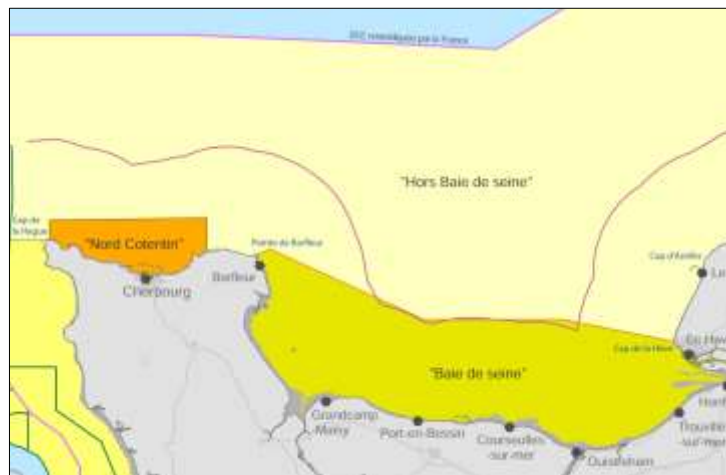 ZEE revendiquée par la France
"Hors Baie de seine"
Cap de
la Hague
"Nord Cotentin"
Pointe de Barfleur
Barfleur
Cherbourg
Cap d'Antifer
Le
Cap de la Hève
"Baie de seine"
Grandcamp
-Maisy
Port-en-Bessin
Courseulles
-sur-mer
Trouville
-sur-mer
Ouistreham